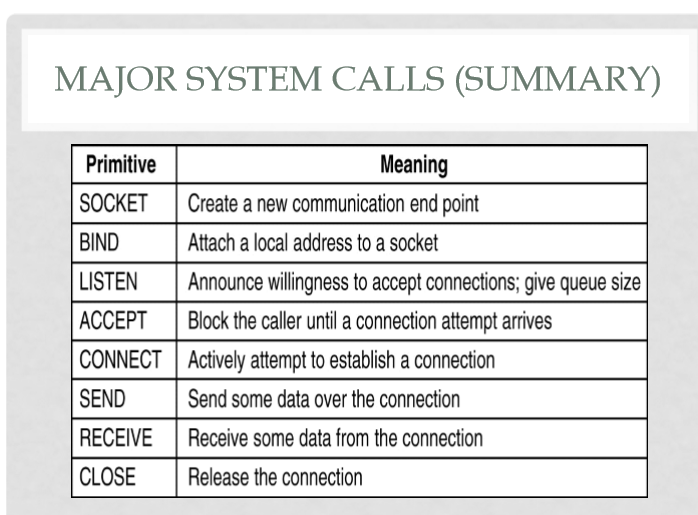 MAJOR SYSTEM CALLS (SUMMARY)
Primitive Meaning
SOCKET Create a new communication end point
BIND Attach a local address to a socket
LISTEN Announce willingness to accept connections; give queue size
ACCEPT Block the caller until a connection attempt arrives
CONNECT Actively attempt to establish a connection
SEND Send some data over the connection
RECEIVE Receive some data from the connection
CLOSE Release the connection